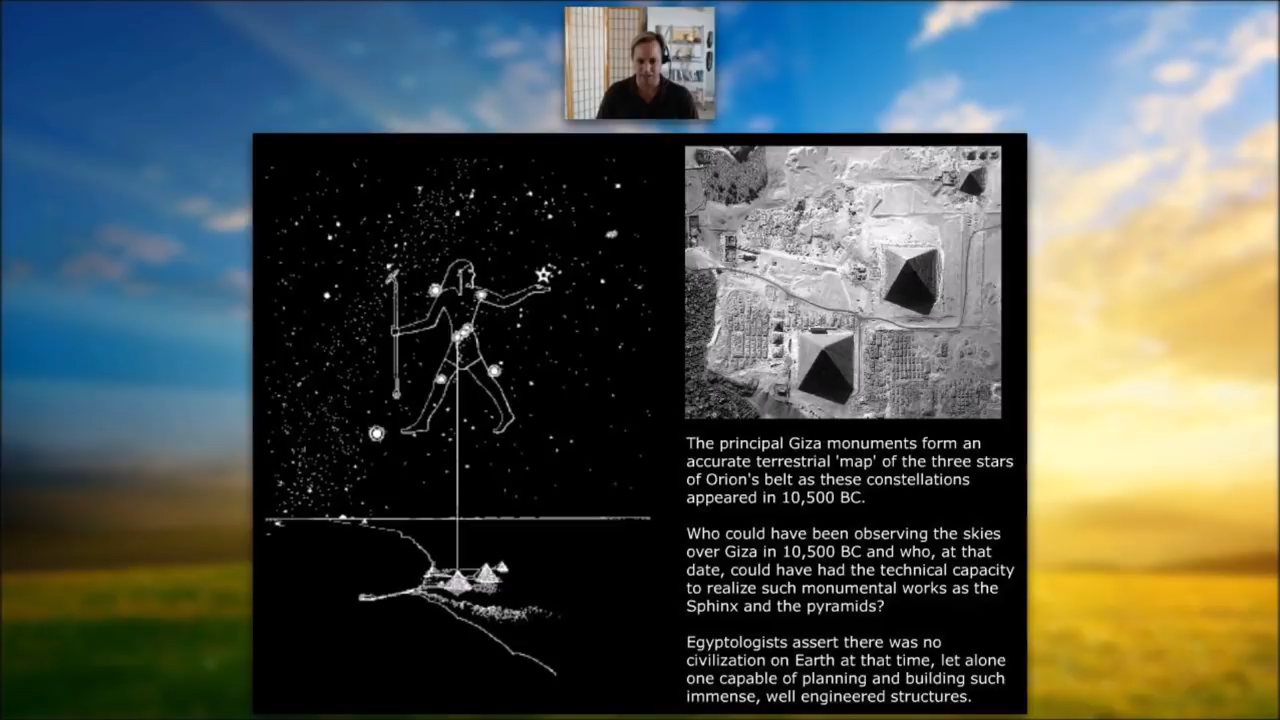 The principal Giza monuments form an
accurate terrestrial 'map' of the three stars
of Orion's belt as these constellations
appeared in 10,500 BC.
Who could have been observing the skies
over Giza in 10,500 BC and who, at that
date, could have had the technical capacity
to realize such monumental works as the
Sphinx and the pyramids?
Egyptologists assert there was no
civilization on Earth at that time, let alone
one capable of planning and building such
immense, well engineered structures.